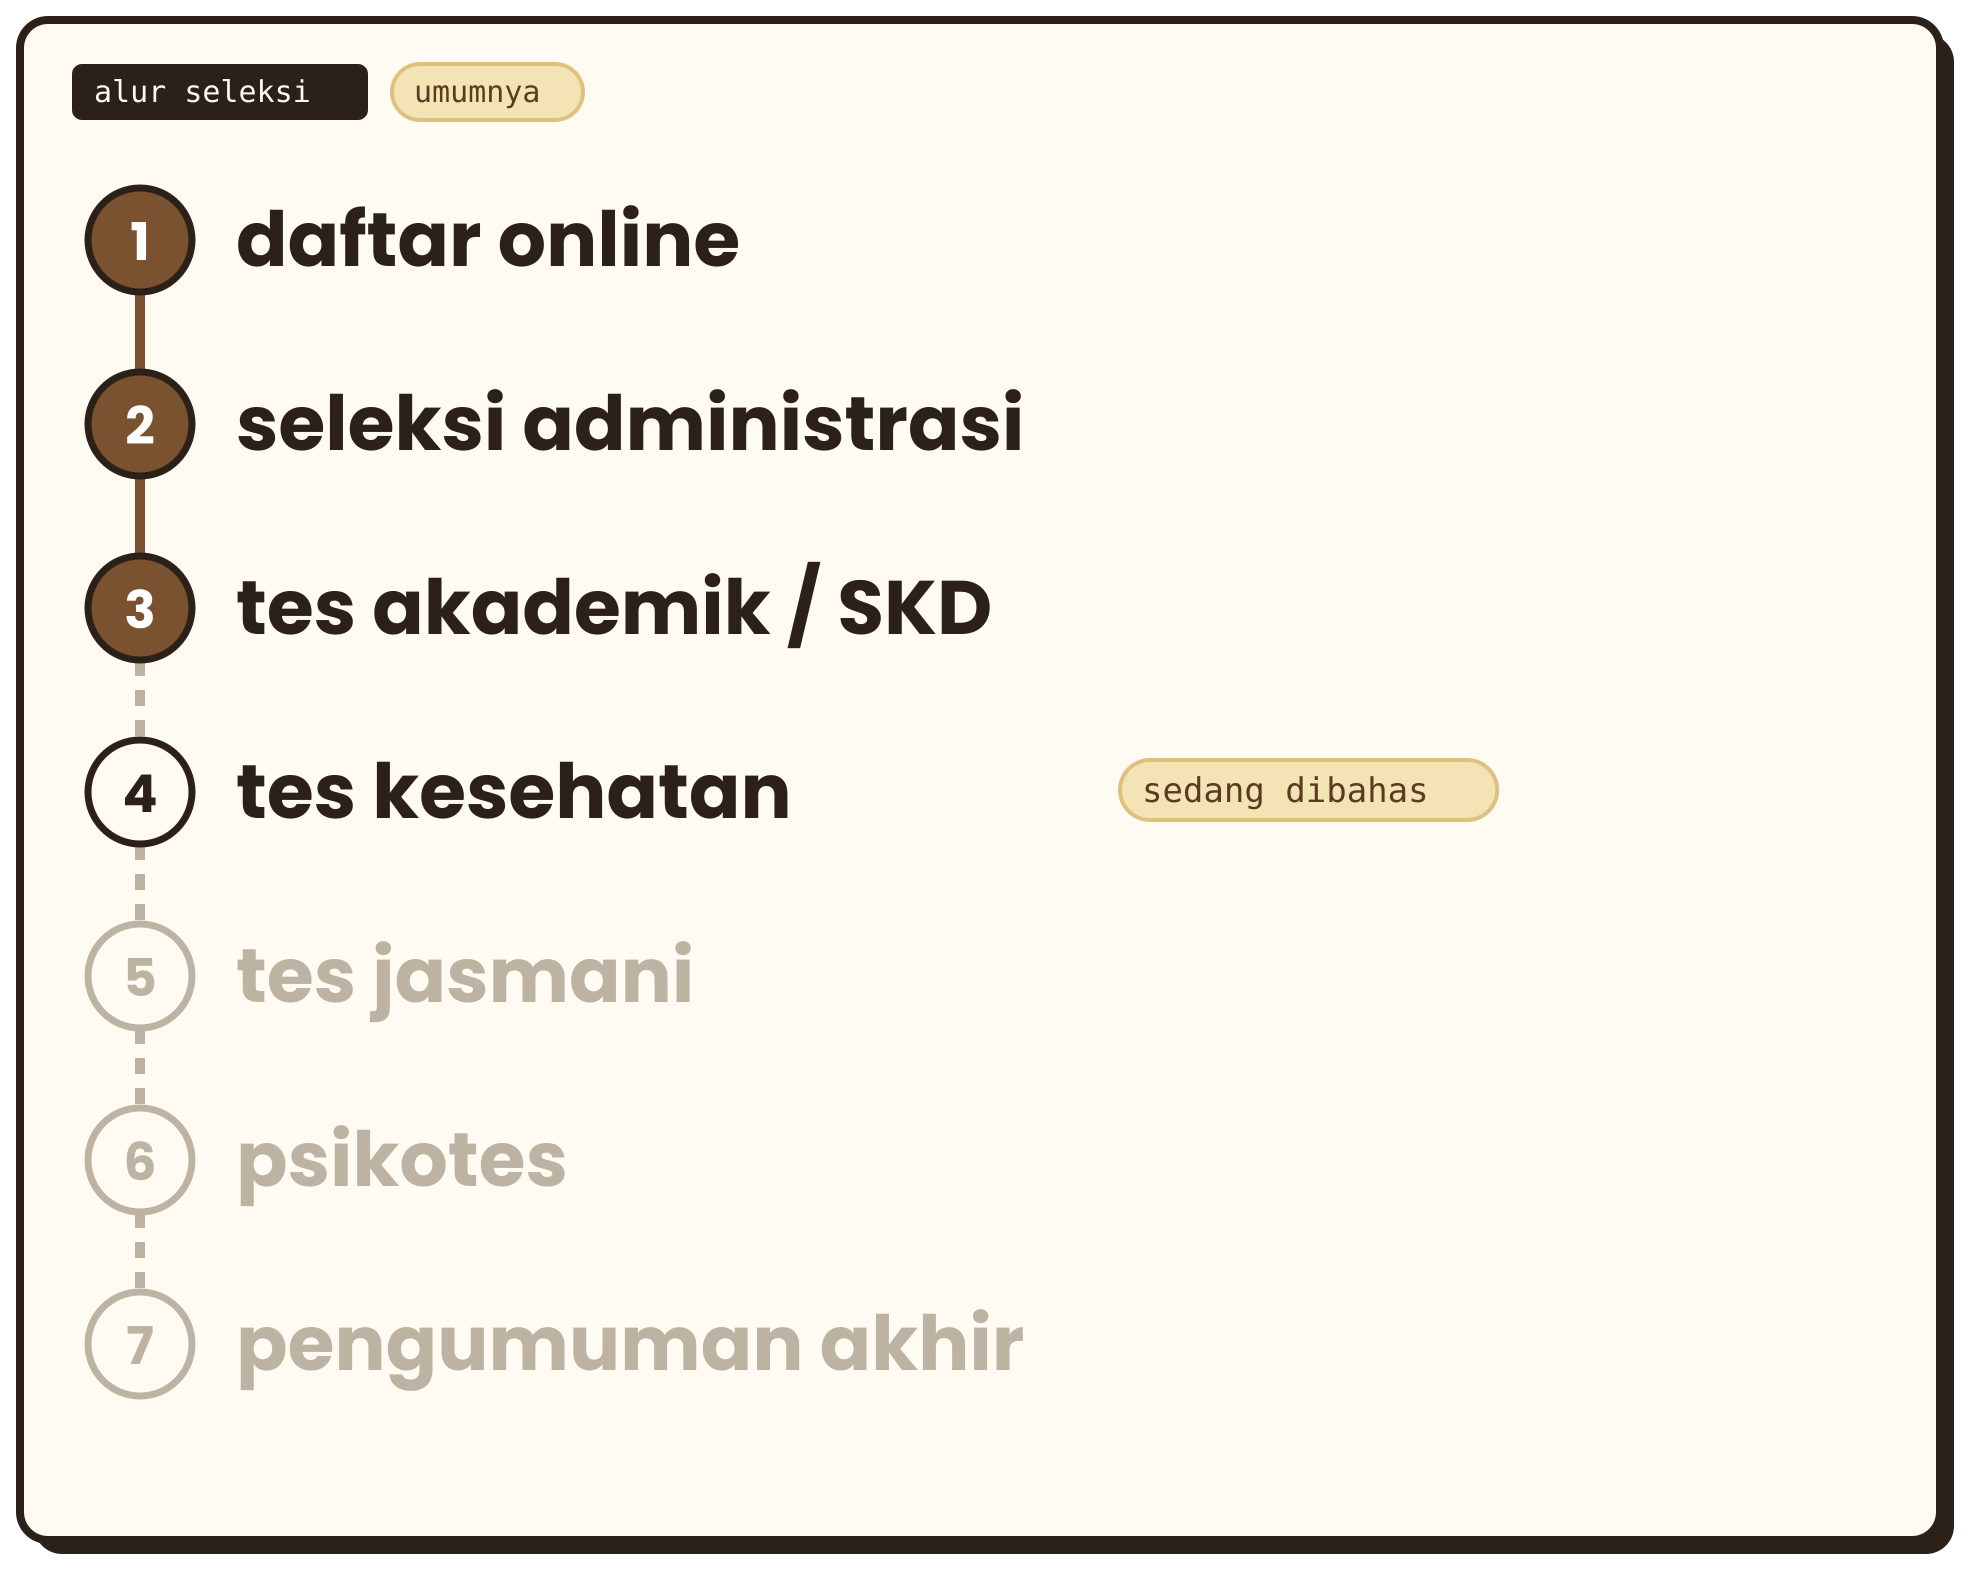 alur seleksi umumnya
1 daftar online
2 seleksi administrasi
3 tes akademik / SKD
4 tes kesehatan sedang dibahas
5 tes jasmani
6 psikotes
7 pengumuman akhir